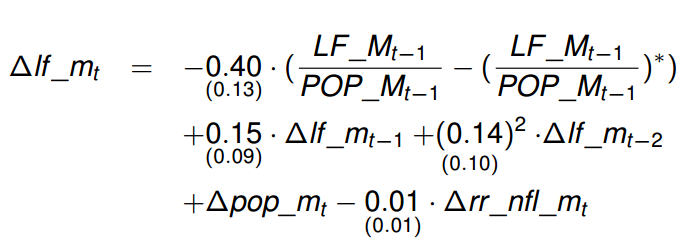 Δlf_m_t = −0.40 · ( LF_M_{t−1} / POP_M_{t−1} − ( LF_M_{t−1} / POP_M_{t−1} )^* )
(0.13)
+0.15 · Δlf_m_{t−1} +(0.14)^2 · Δlf_m_{t−2}
(0.09) (0.10)
+Δpop_m_t − 0.01 · Δrr_nfl_m_t
(0.01)